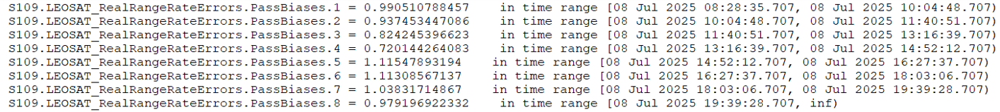 S109.LEOSAT_RealRangeRateErrors.PassBiases.1 = 0.990510788457 in time range [08 Jul 2025 08:28:35.707, 08 Jul 2025 10:04:48.707)
S109.LEOSAT_RealRangeRateErrors.PassBiases.2 = 0.937453447086 in time range [08 Jul 2025 10:04:48.707, 08 Jul 2025 11:40:51.707)
S109.LEOSAT_RealRangeRateErrors.PassBiases.3 = 0.824245396623 in time range [08 Jul 2025 11:40:51.707, 08 Jul 2025 13:16:39.707)
S109.LEOSAT_RealRangeRateErrors.PassBiases.4 = 0.720144264083 in time range [08 Jul 2025 13:16:39.707, 08 Jul 2025 14:52:12.707)
S109.LEOSAT_RealRangeRateErrors.PassBiases.5 = 1.11547893194 in time range [08 Jul 2025 14:52:12.707, 08 Jul 2025 16:27:37.707)
S109.LEOSAT_RealRangeRateErrors.PassBiases.6 = 1.11308567137 in time range [08 Jul 2025 16:27:37.707, 08 Jul 2025 18:03:06.707)
S109.LEOSAT_RealRangeRateErrors.PassBiases.7 = 1.03831714867 in time range [08 Jul 2025 18:03:06.707, 08 Jul 2025 19:39:28.707)
S109.LEOSAT_RealRangeRateErrors.PassBiases.8 = 0.979196922332 in time range [08 Jul 2025 19:39:28.707, inf)